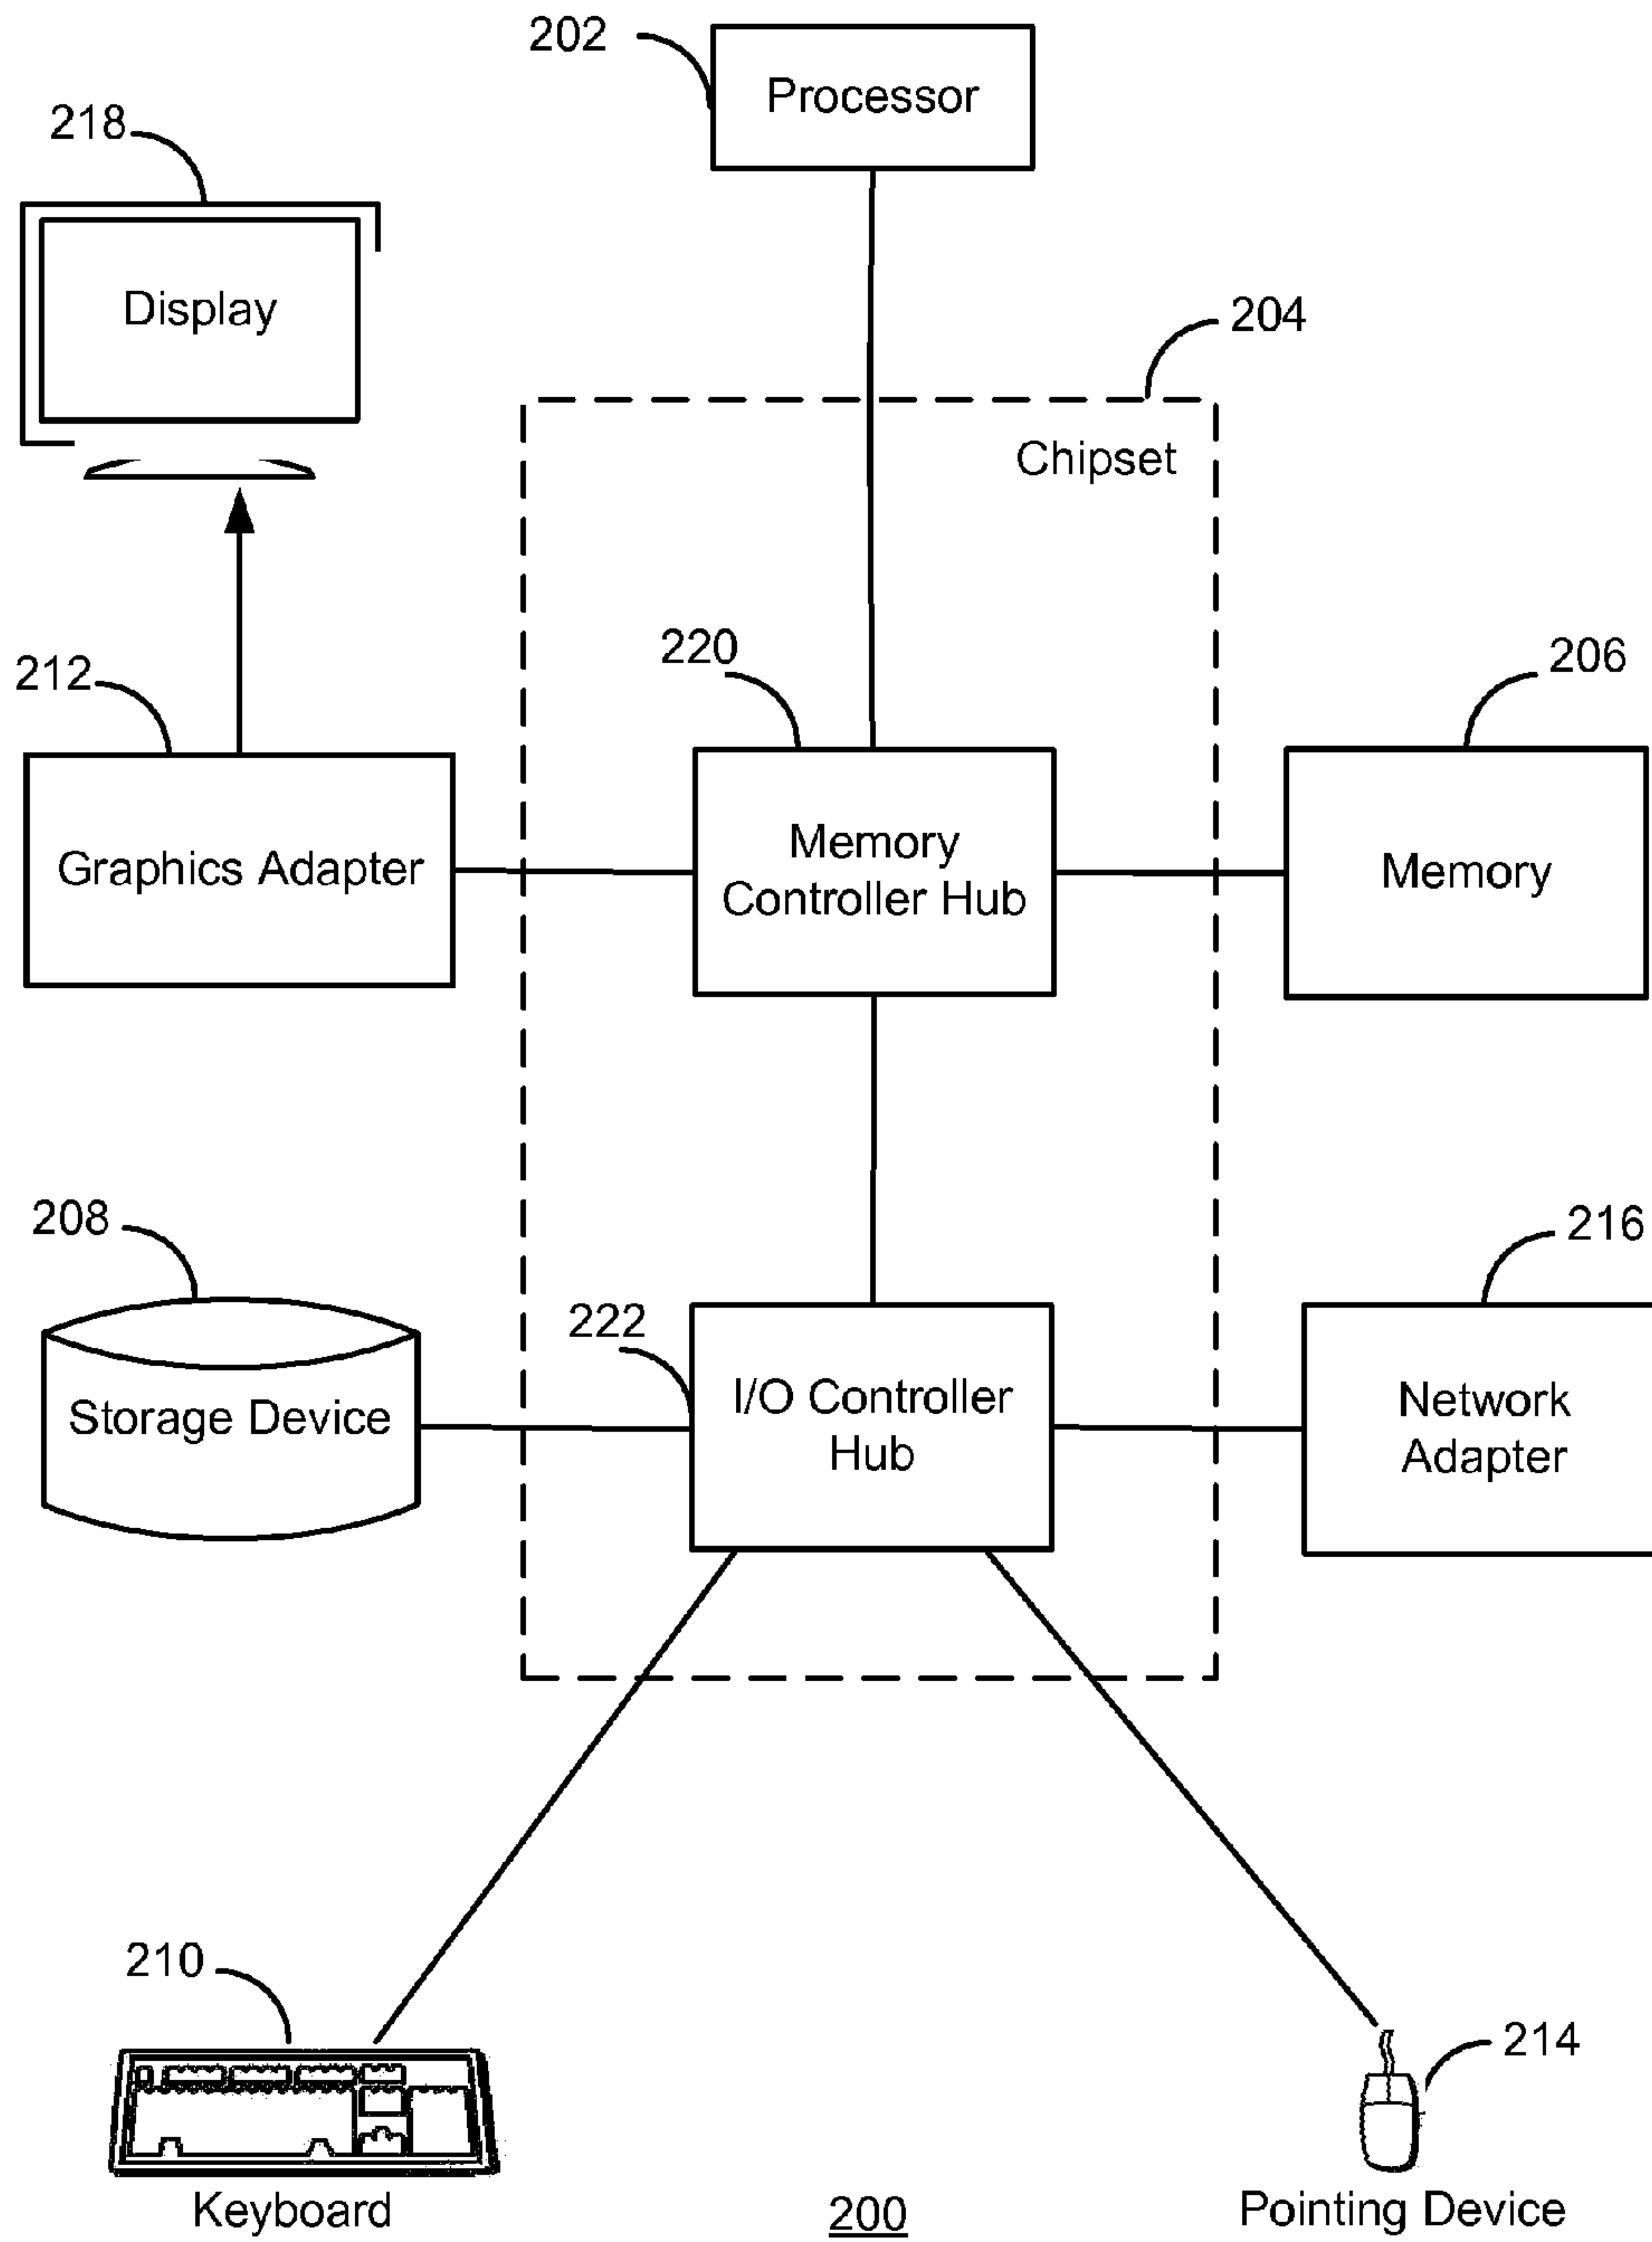 202
Processor
218
Display
204
Chipset
220
206
212
Memory
Controller Hub
Graphics Adapter
Memory
208
216
222
I/O Controller
Hub
Storage Device
Network
Adapter
210
214
Keyboard
200
Pointing Device